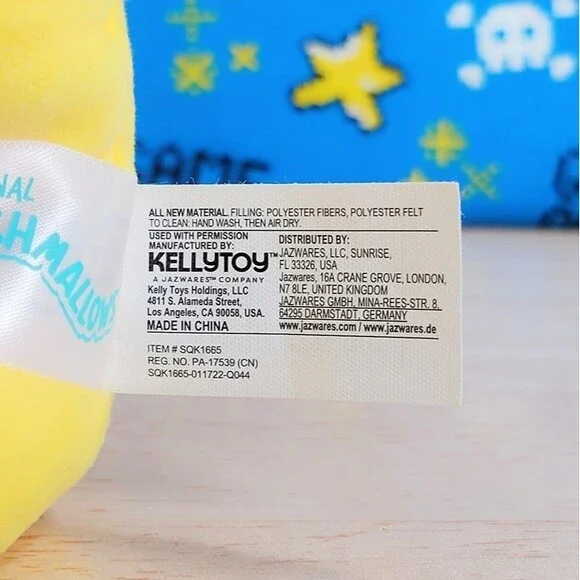 NAL
SHMALLOWS
GAME
ALL NEW MATERIAL. FILLING: POLYESTER FIBERS, POLYESTER FELT
TO CLEAN: HAND WASH, THEN AIR DRY.
USED WITH PERMISSION
MANUFACTURED BY:
KELLYTOY™
A JAZWARES™ COMPANY
Kelly Toys Holdings, LLC
4811 S. Alameda Street,
Los Angeles, CA 90058, USA.
MADE IN CHINA
DISTRIBUTED BY:
JAZWARES, LLC, SUNRISE,
FL 33326, USA
Jazwares, 16A CRANE GROVE, LONDON,
N7 8LE, UNITED KINGDOM
JAZWARES GMBH, MINA-REES-STR. 8,
64295 DARMSTADT, GERMANY
www.jazwares.com / www.jazwares.de
ITEM # SQK1665
REG. NO. PA-17539 (CN)
SQK1665-011722-Q044